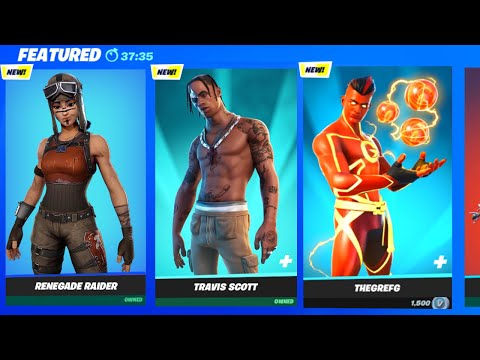 FEATURED 37:35
NEW!
NEW!
NEW!
RENEGADE RAIDER
OWNED
TRAVIS SCOTT
OWNED
THEGREFG
1,500